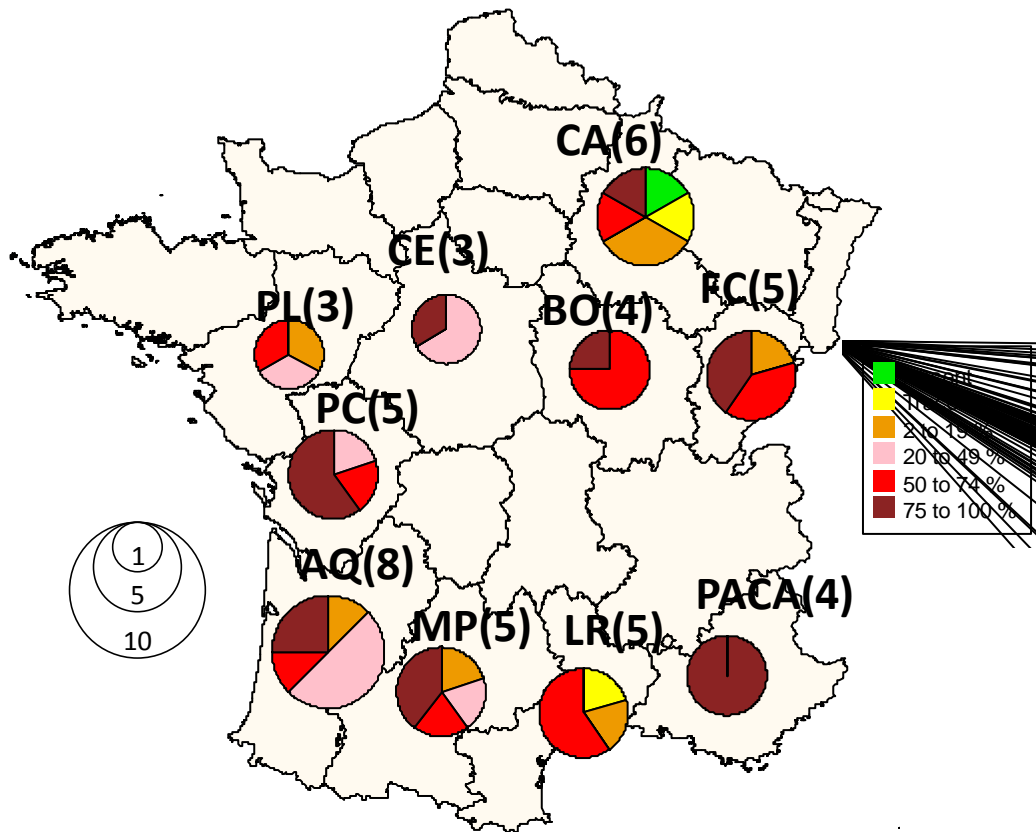 CA(6)
CE(3)
FC(5)
PL(3)
BO(4)
PC(5)
20 to 49 %
50 to 74 %
75 to 100 %
1
5
10
AQ(8)
MP(5)
LR(5)
PACA(4)